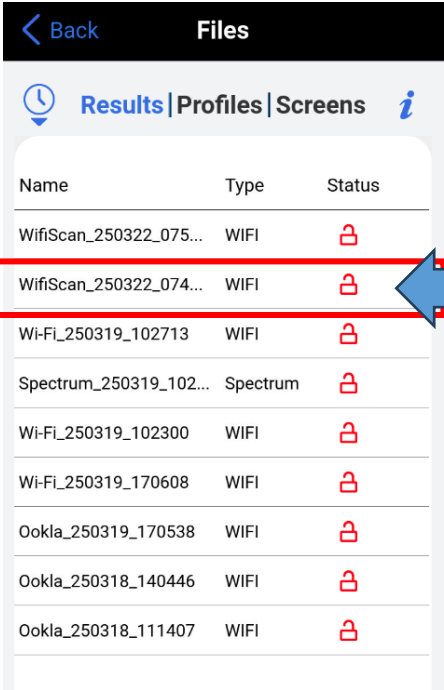 Back Files
Results|Profiles|Screens i
Name Type Status
WifiScan_250322_075... WIFI
WifiScan_250322_074... WIFI
Wi-Fi_250319_102713 WIFI
Spectrum_250319_102... Spectrum
Wi-Fi_250319_102300 WIFI
Wi-Fi_250319_170608 WIFI
Ookla_250319_170538 WIFI
Ookla_250318_140446 WIFI
Ookla_250318_111407 WIFI